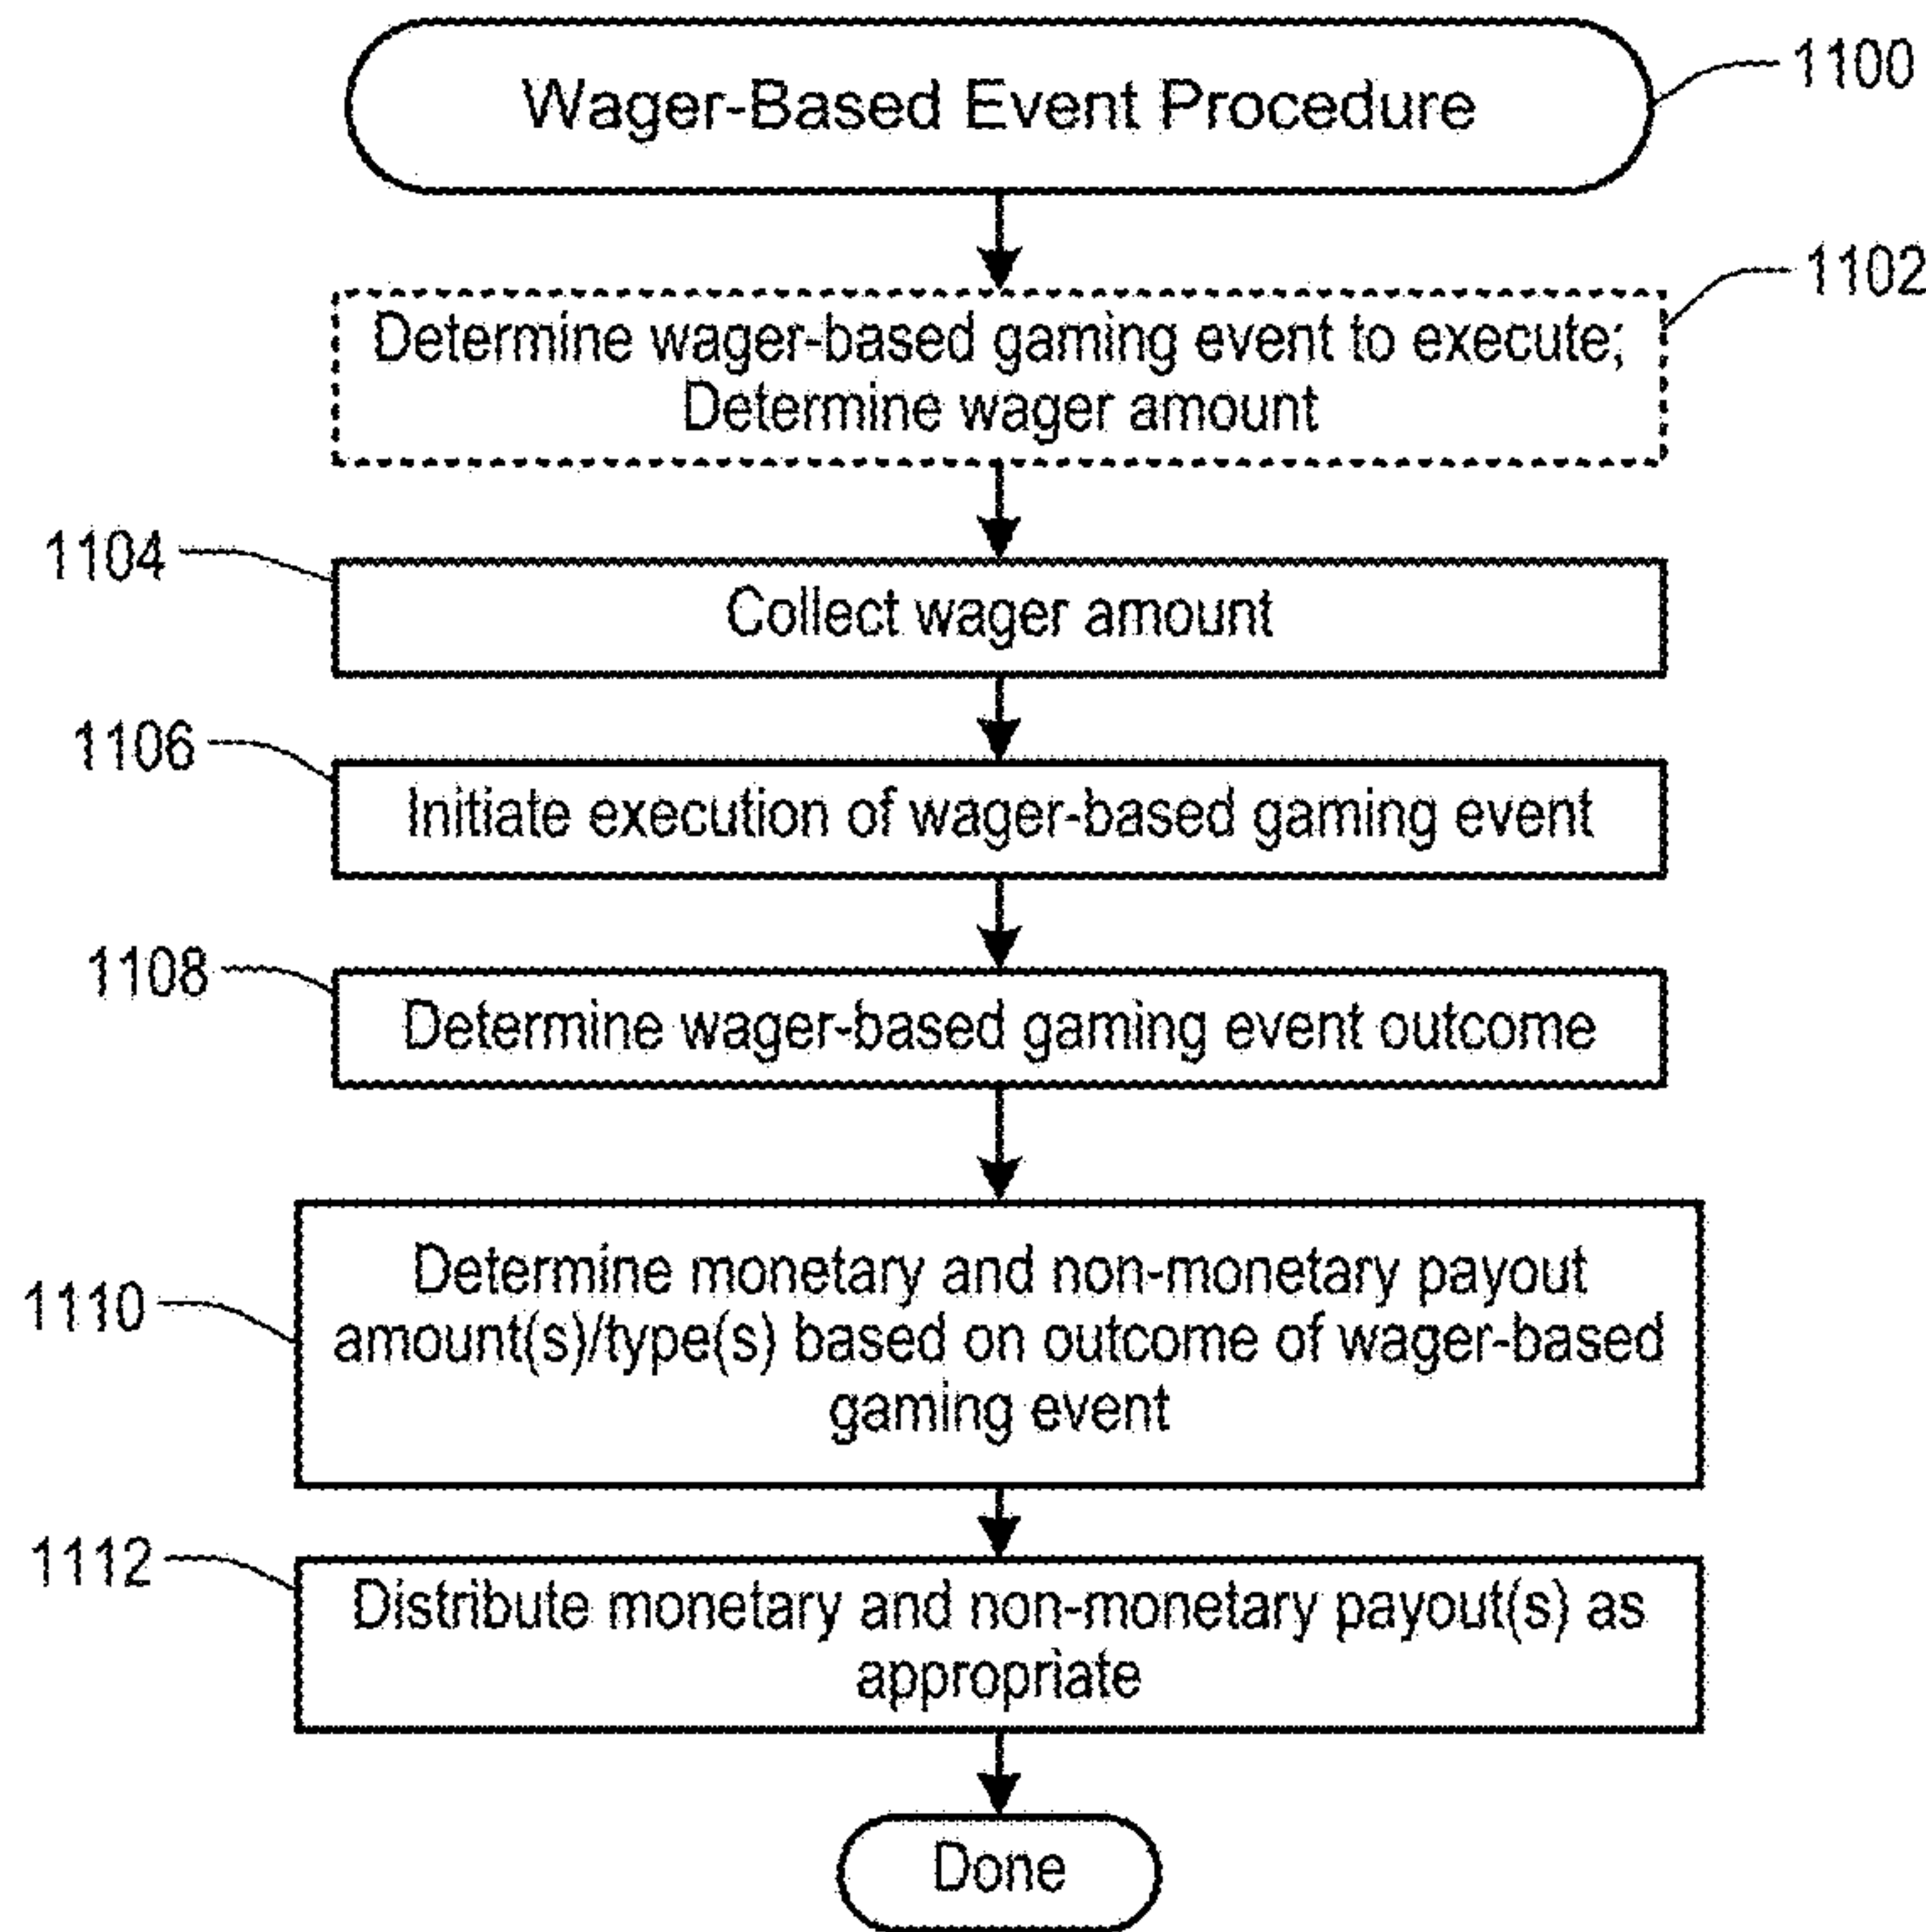 Wager-Based Event Procedure
1100
1102
Determine wager-based gaming event to execute;
Determine wager amount
1104
Collect wager amount
1106
Initiate execution of wager-based gaming event
1108
Determine wager-based gaming event outcome
1110
Determine monetary and non-monetary payout
amount(s)/type(s) based on outcome of wager-based
gaming event
1112
Distribute monetary and non-monetary payout(s) as
appropriate
Done